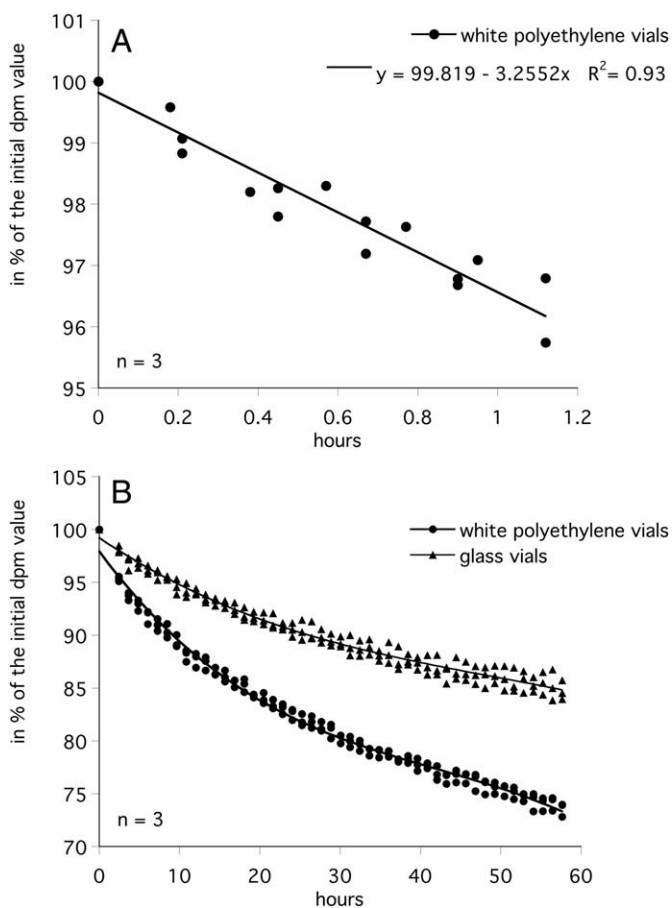 A
white polyethylene vials
y = 99.819 - 3.2552x R²= 0.93
in % of the initial dpm value
101
100
99
98
97
96
95
n = 3
0 0.2 0.4 0.6 0.8 1 1.2
hours
B
white polyethylene vials
glass vials
in % of the initial dpm value
105
100
95
90
85
80
75
70
n = 3
0 10 20 30 40 50 60
hours